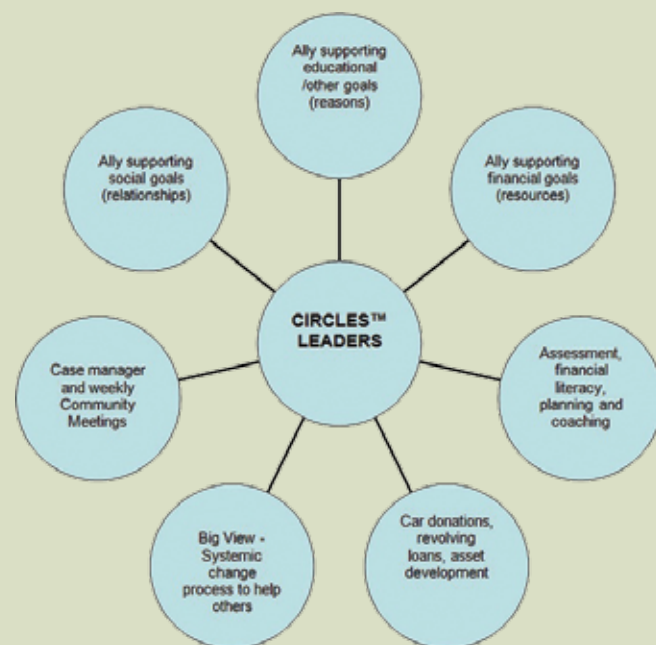 Ally supporting
educational
/other goals
(reasons)
Ally supporting
social goals
(relationships)
Ally supporting
financial goals
(resources)
CIRCLES™
LEADERS
Case manager
and weekly
Community
Meetings
Assessment,
financial
literacy,
planning and
coaching
Big View -
Systemic
change
process to help
others
Car donations,
revolving
loans, asset
development